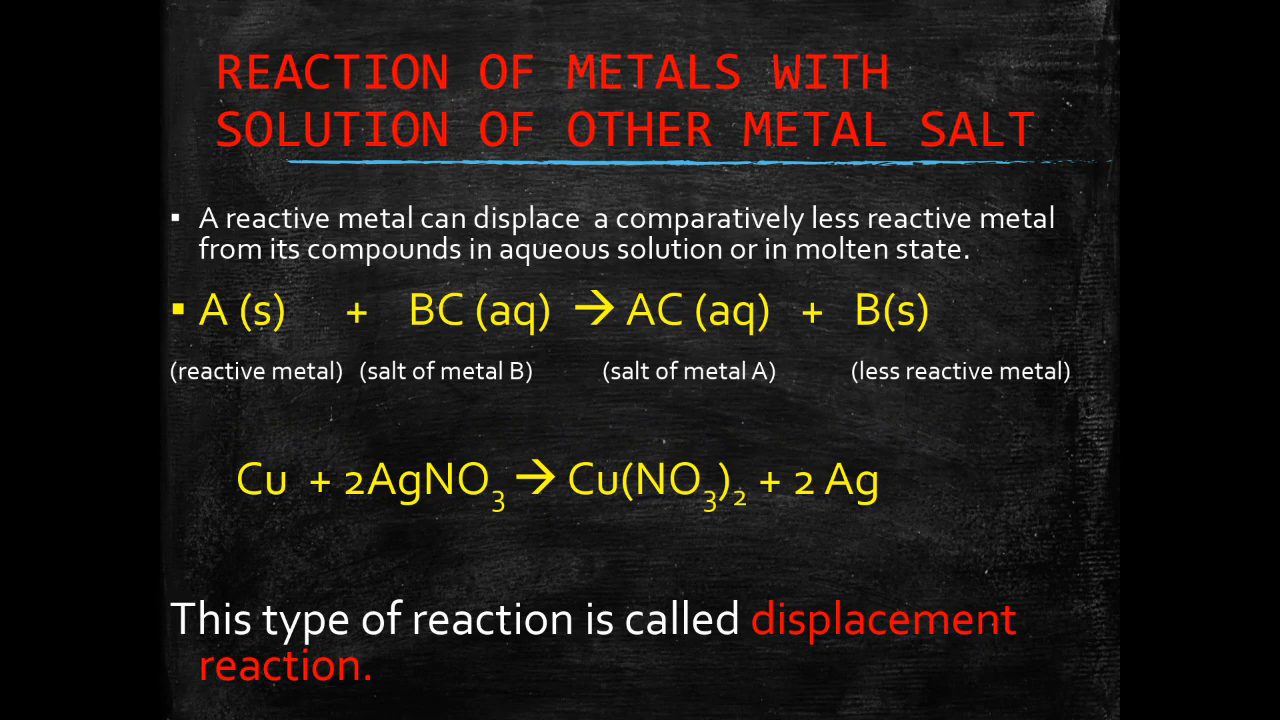 REACTION OF METALS WITH
SOLUTION OF OTHER METAL SALT
▪ A reactive metal can displace a comparatively less reactive metal
from its compounds in aqueous solution or in molten state.
▪ A (s) + BC (aq) → AC (aq) + B(s)
(reactive metal) (salt of metal B) (salt of metal A) (less reactive metal)
Cu + 2AgNO₃ → Cu(NO₃)₂ + 2 Ag
This type of reaction is called displacement
reaction.